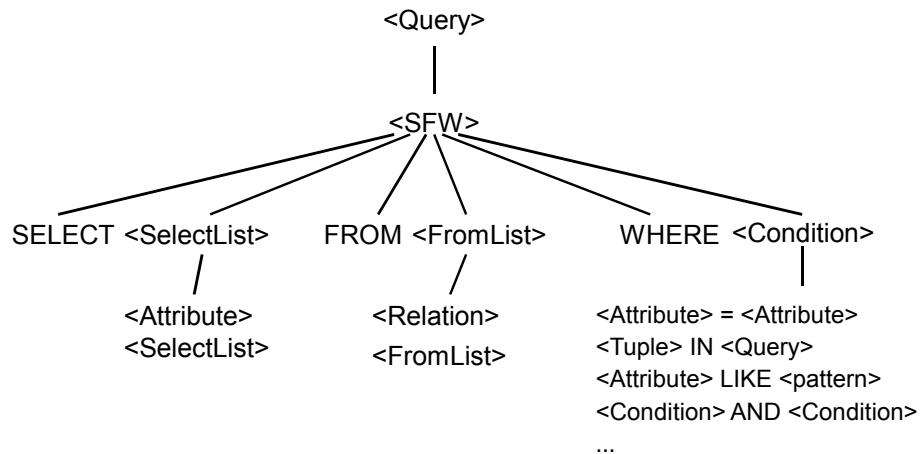 <Query>
<SFW>
SELECT <SelectList> FROM <FromList> WHERE <Condition>
<Attribute> <Relation> <Attribute> = <Attribute>
<SelectList> <FromList> <Tuple> IN <Query>
<Attribute> LIKE <pattern>
<Condition> AND <Condition>
...